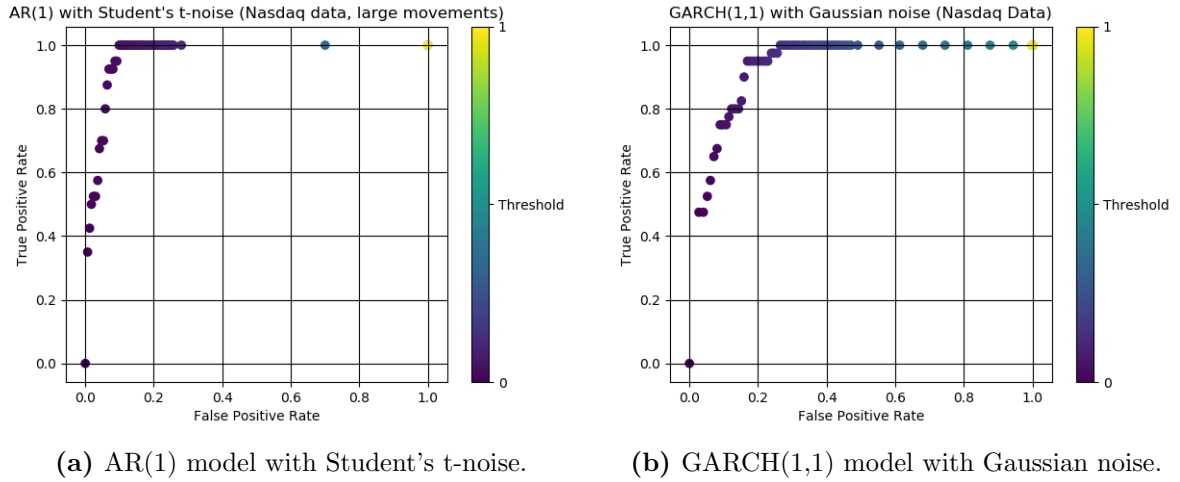 AR(1) with Student's t-noise (Nasdaq data, large movements)
True Positive Rate
1.0
0.8
0.6
0.4
0.2
0.0
0.0 0.2 0.4 0.6 0.8 1.0
False Positive Rate
1
Threshold
0
(a) AR(1) model with Student's t-noise.
GARCH(1,1) with Gaussian noise (Nasdaq Data)
True Positive Rate
1.0
0.8
0.6
0.4
0.2
0.0
0.0 0.2 0.4 0.6 0.8 1.0
False Positive Rate
1
Threshold
0
(b) GARCH(1,1) model with Gaussian noise.